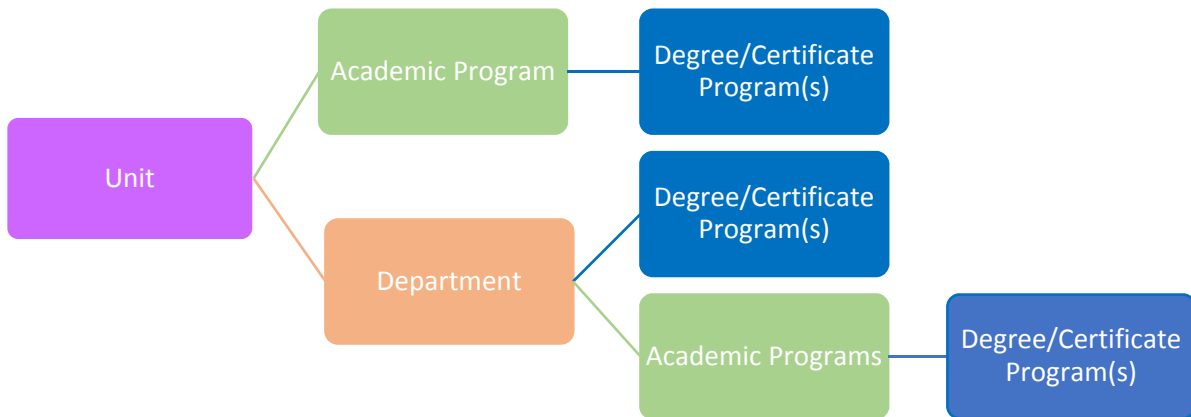 Unit
Academic Program
Degree/Certificate
Program(s)
Department
Degree/Certificate
Program(s)
Academic Programs
Degree/Certificate
Program(s)